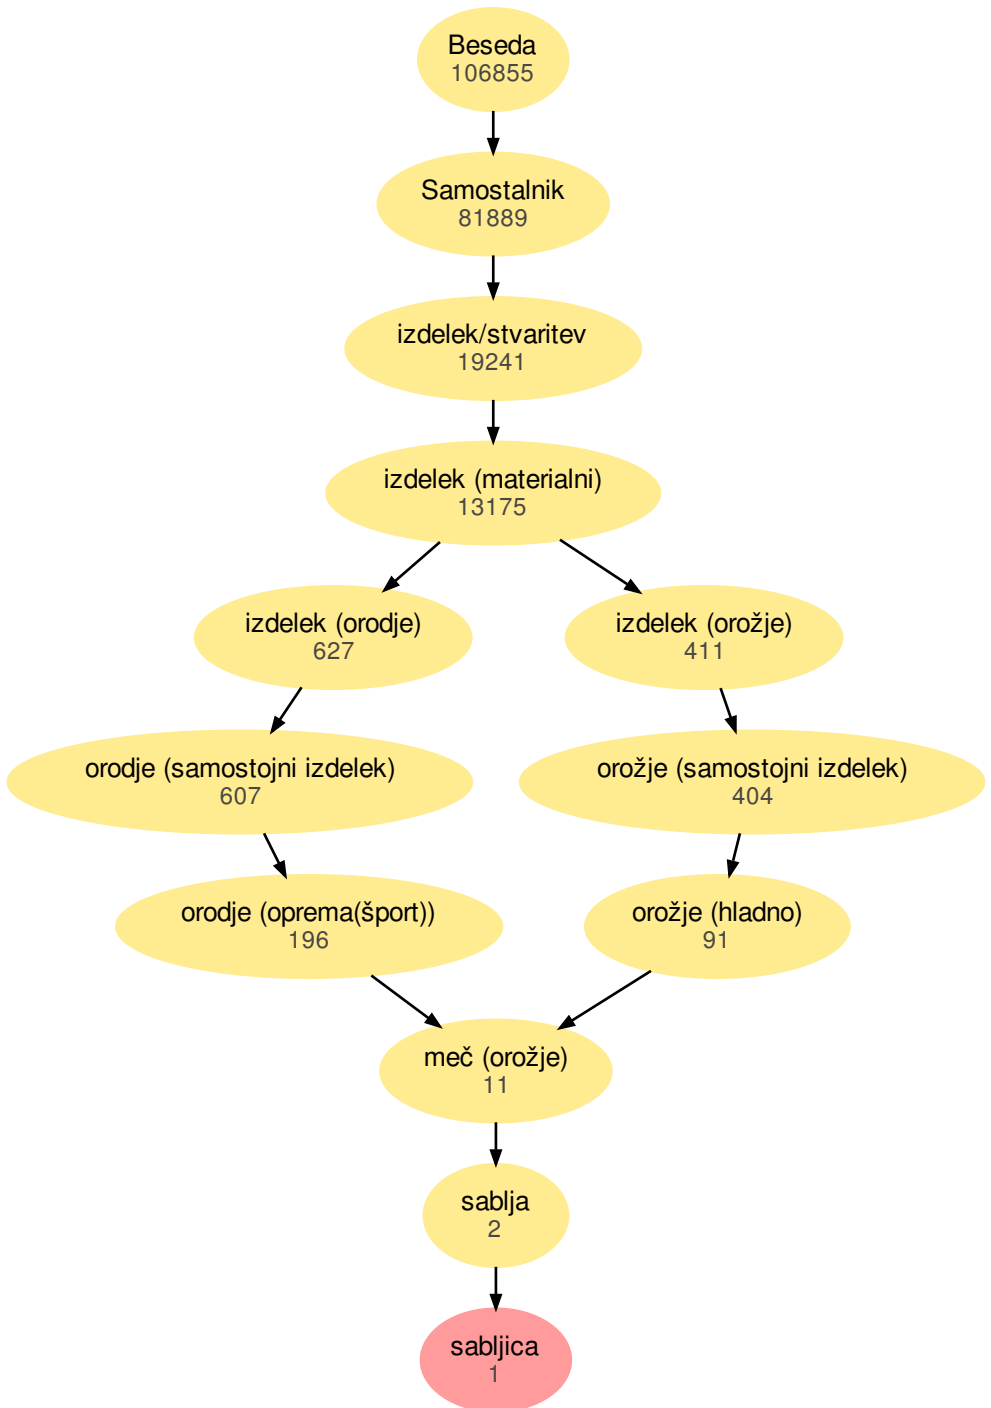 Beseda
106855
Samostalnik
81889
izdelek/stvaritev
19241
izdelek (materialni)
13175
izdelek (orodje)
627
izdelek (orožje)
411
orodje (samostojni izdelek)
607
orožje (samostojni izdelek)
404
orodje (oprema(šport))
196
orožje (hladno)
91
meč (orožje)
11
sablja
2
sabljica
1